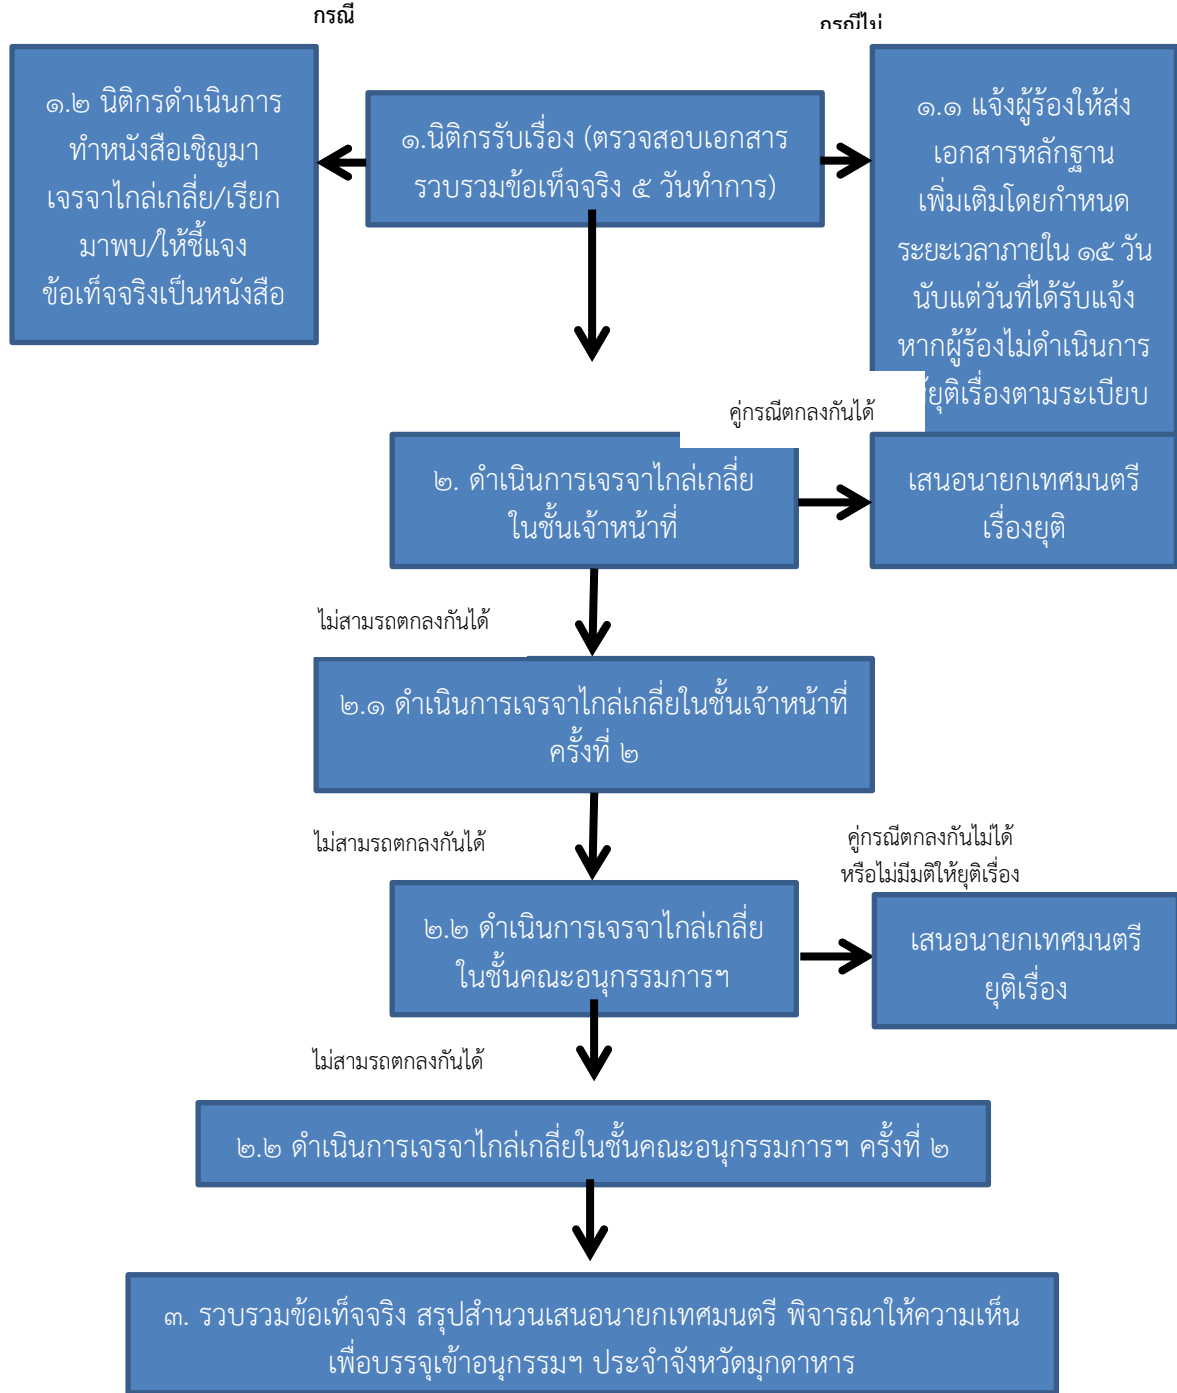 กรณี
กรณีไม่
๑.๒ นิติกรดำเนินการ
ทำหนังสือเชิญมา
เจรจาไกล่เกลี่ย/เรียก
มาพบ/ให้ชี้แจง
ข้อเท็จจริงเป็นหนังสือ
๑.นิติกรรับเรื่อง (ตรวจสอบเอกสาร
รวบรวมข้อเท็จจริง ๕ วันทำการ)
๑.๑ แจ้งผู้ร้องให้ส่ง
เอกสารหลักฐาน
เพิ่มเติมโดยกำหนด
ระยะเวลาภายใน ๑๕ วัน
นับแต่วันที่ได้รับแจ้ง
หากผู้ร้องไม่ดำเนินการ
ยุติเรื่องตามระเบียบ
คู่กรณีตกลงกันได้
๒. ดำเนินการเจรจาไกล่เกลี่ย
ในชั้นเจ้าหน้าที่
เสนอนายกเทศมนตรี
เรื่องยุติ
ไม่สามรถตกลงกันได้
๒.๑ ดำเนินการเจรจาไกล่เกลี่ยในชั้นเจ้าหน้าที่
ครั้งที่ ๒
ไม่สามรถตกลงกันได้
คู่กรณีตกลงกันไม่ได้
หรือไม่มีมติให้ยุติเรื่อง
๒.๒ ดำเนินการเจรจาไกล่เกลี่ย
ในชั้นคณะอนุกรรมการฯ
เสนอนายกเทศมนตรี
ยุติเรื่อง
ไม่สามรถตกลงกันได้
๒.๒ ดำเนินการเจรจาไกล่เกลี่ยในชั้นคณะอนุกรรมการฯ ครั้งที่ ๒
๓. รวบรวมข้อเท็จจริง สรุปสำนวนเสนอนายกเทศมนตรี พิจารณาให้ความเห็น
เพื่อบรรจุเข้าอนุกรรมฯ ประจำจังหวัดมุกดาหาร